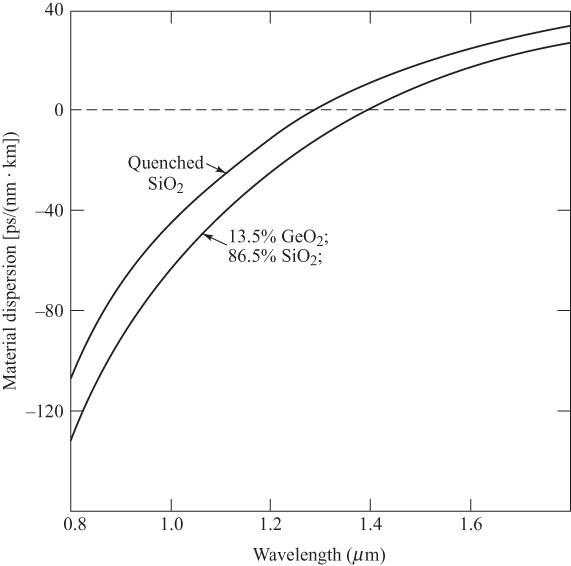 40
0
−40
−80
−120
0.8
1.0
1.2
1.4
1.6
Wavelength (μm)
Material dispersion [ps/(nm · km])
Quenched
SiO₂
13.5% GeO₂;
86.5% SiO₂;